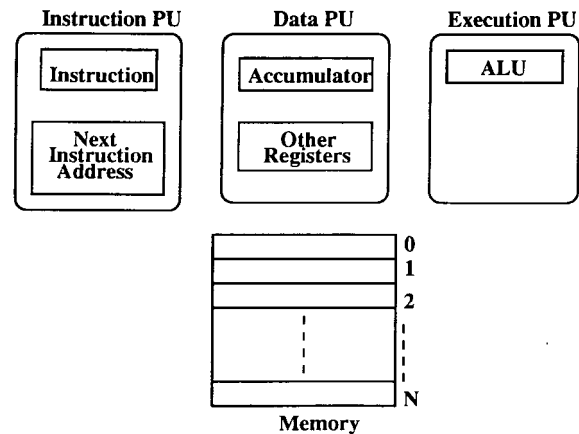 Instruction PU
Data PU
Execution PU
Instruction
Accumulator
ALU
Next
Instruction
Address
Other
Registers
0
1
2
N
Memory